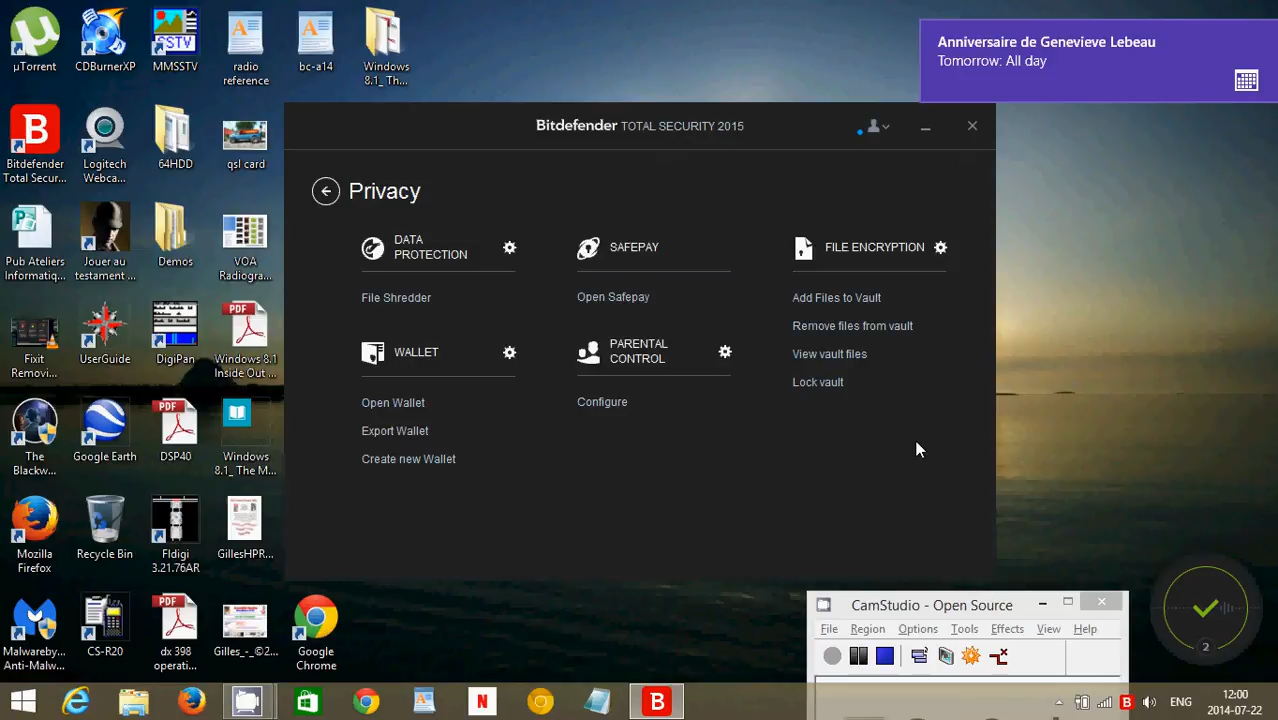 µTorrent
CDBurnerXP
MMSSTV
radio
reference
bc-a14
Windows
8.1_ Th...
SSTV
Anniversaire de Genevieve Lebeau
Tomorrow: All day
Bitdefender
Total Secur...
Logitech
Webca...
64HDD
qsl card
Pub Ateliers
Informatiq...
Jouer au
testament ...
Demos
VOA
Radiogra...
Fixit
Removi...
UserGuide
DigiPan
PDF
Windows 8.1
Inside Out ...
The
Blackw...
Google Earth
PDF
DSP40
Windows
8.1_ The M...
Mozilla
Firefox
Recycle Bin
Fldigi
3.21.76AR
GillesHPR...
Malwareby...
Anti-Malw...
CS-R20
PDF
dx 398
operati...
Gilles_-_©2...
Google
Chrome
Bitdefender TOTAL SECURITY 2015
Privacy
DATA
PROTECTION
File Shredder
SAFEPAY
Open Safepay
FILE ENCRYPTION
Add Files to Vault
Remove files from vault
View vault files
Lock vault
WALLET
Open Wallet
Export Wallet
Create new Wallet
PARENTAL
CONTROL
Configure
2
CamStudio - Open Source
File Region Options Tools Effects View Help
N
B
B
ENG
12:00
2014-07-22